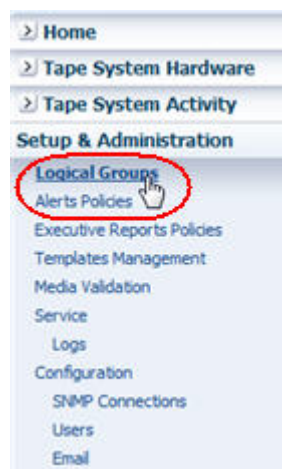 Home
Tape System Hardware
Tape System Activity
Setup & Administration
Logical Groups
Alerts Policies
Executive Reports Policies
Templates Management
Media Validation
Service
Logs
Configuration
SNMP Connections
Users
Email